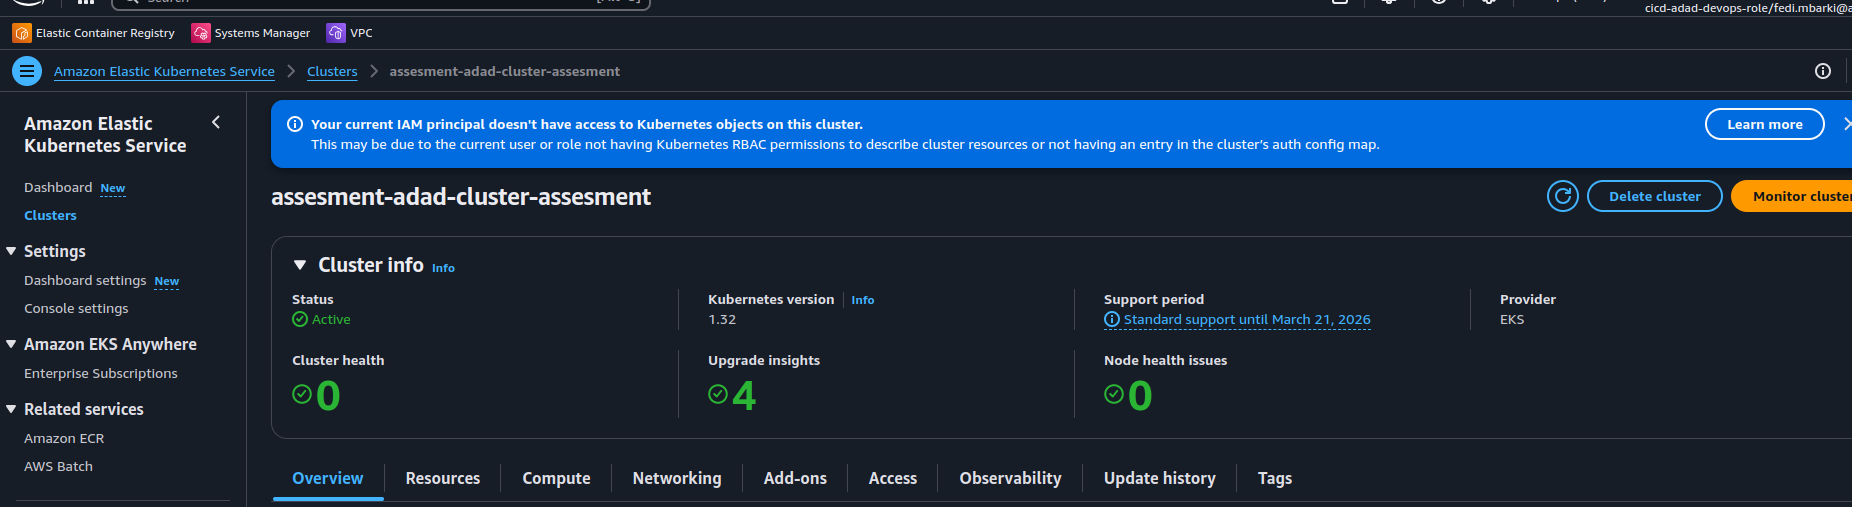 Search
cicd-adad-devops-role/fedi.mbarki@a
Elastic Container Registry
Systems Manager
VPC
Amazon Elastic Kubernetes Service
Clusters
assesment-adad-cluster-assesment
Amazon Elastic
Kubernetes Service
Dashboard New
Clusters
Settings
Dashboard settings New
Console settings
Amazon EKS Anywhere
Enterprise Subscriptions
Related services
Amazon ECR
AWS Batch
Your current IAM principal doesn't have access to Kubernetes objects on this cluster.
This may be due to the current user or role not having Kubernetes RBAC permissions to describe cluster resources or not having an entry in the cluster's auth config map.
Learn more
assesment-adad-cluster-assesment
Delete cluster
Monitor cluster
Cluster info Info
Status
Active
Kubernetes version Info
1.32
Support period
Standard support until March 21, 2026
Provider
EKS
Cluster health
0
Upgrade insights
4
Node health issues
0
Overview
Resources
Compute
Networking
Add-ons
Access
Observability
Update history
Tags